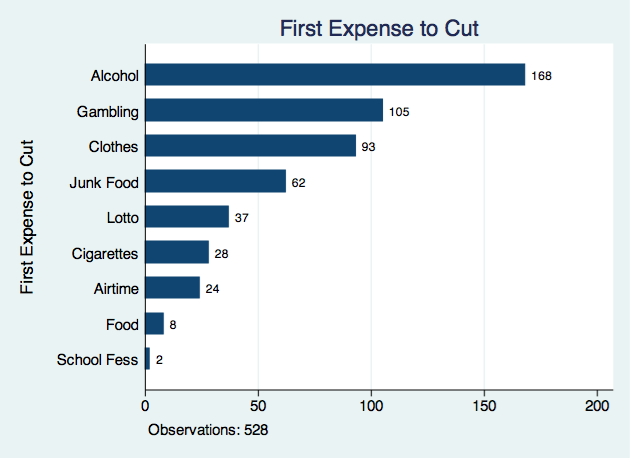 First Expense to Cut
First Expense to Cut
Alcohol 168
Gambling 105
Clothes 93
Junk Food 62
Lotto 37
Cigarettes 28
Airtime 24
Food 8
School Fess 2
0 50 100 150 200
Observations: 528